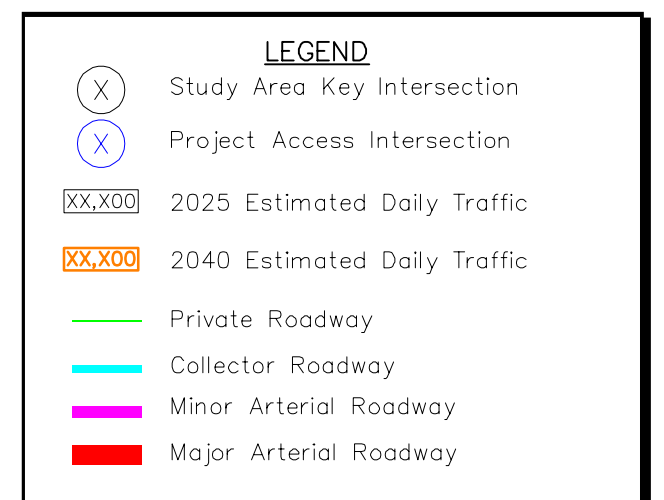 LEGEND
X Study Area Key Intersection
X Project Access Intersection
XX,X00 2025 Estimated Daily Traffic
XX,X00 2040 Estimated Daily Traffic
Private Roadway
Collector Roadway
Minor Arterial Roadway
Major Arterial Roadway